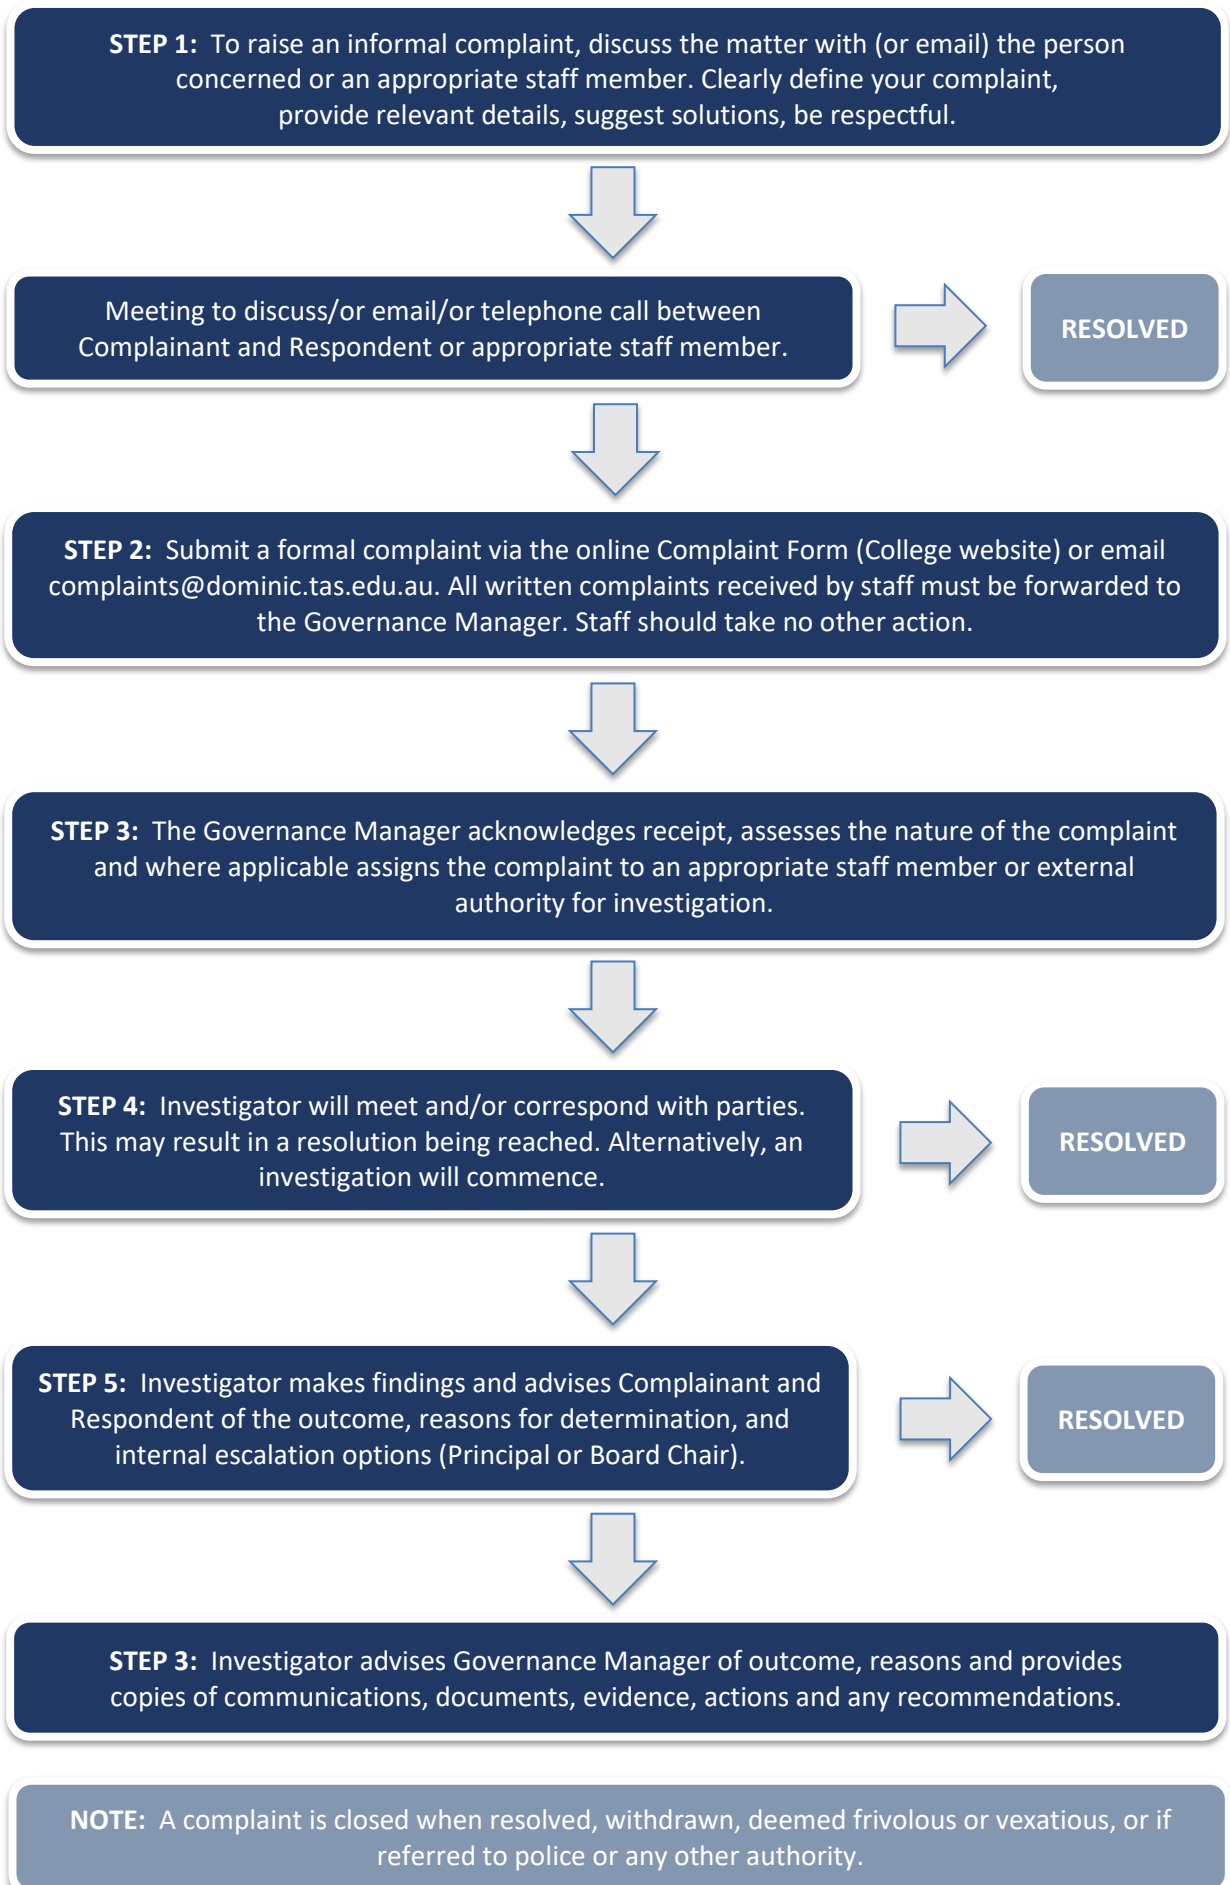 STEP 1: To raise an informal complaint, discuss the matter with (or email) the person
concerned or an appropriate staff member. Clearly define your complaint,
provide relevant details, suggest solutions, be respectful.
Meeting to discuss/or email/or telephone call between
Complainant and Respondent or appropriate staff member.
RESOLVED
STEP 2: Submit a formal complaint via the online Complaint Form (College website) or email
complaints@dominic.tas.edu.au. All written complaints received by staff must be forwarded to
the Governance Manager. Staff should take no other action.
STEP 3: The Governance Manager acknowledges receipt, assesses the nature of the complaint
and where applicable assigns the complaint to an appropriate staff member or external
authority for investigation.
STEP 4: Investigator will meet and/or correspond with parties.
This may result in a resolution being reached. Alternatively, an
investigation will commence.
RESOLVED
STEP 5: Investigator makes findings and advises Complainant and
Respondent of the outcome, reasons for determination, and
internal escalation options (Principal or Board Chair).
RESOLVED
STEP 3: Investigator advises Governance Manager of outcome, reasons and provides
copies of communications, documents, evidence, actions and any recommendations.
NOTE: A complaint is closed when resolved, withdrawn, deemed frivolous or vexatious, or if
referred to police or any other authority.